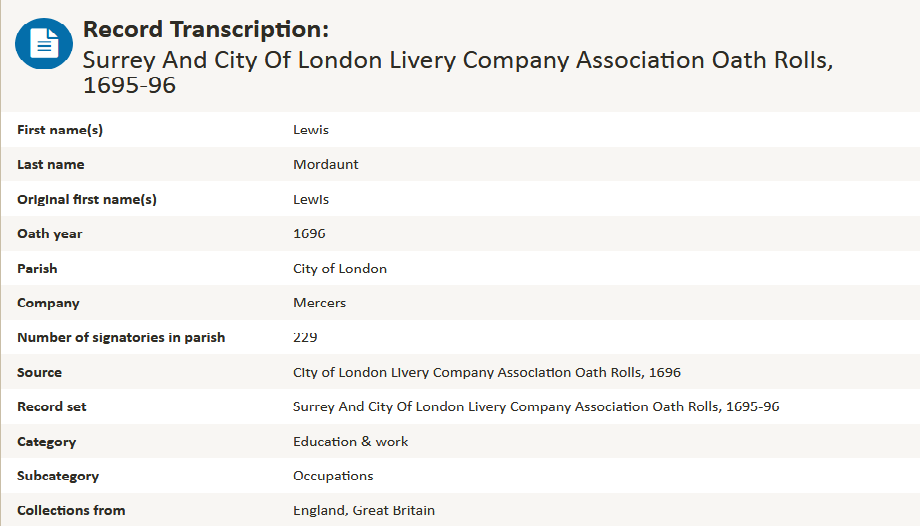 Record Transcription:
Surrey And City Of London Livery Company Association Oath Rolls,
1695-96
First name(s) Lewis
Last name Mordaunt
Original first name(s) Lewis
Oath year 1696
Parish City of London
Company Mercers
Number of signatories in parish 229
Source City of London Livery Company Association Oath Rolls, 1696
Record set Surrey And City Of London Livery Company Association Oath Rolls, 1695-96
Category Education & work
Subcategory Occupations
Collections from England, Great Britain